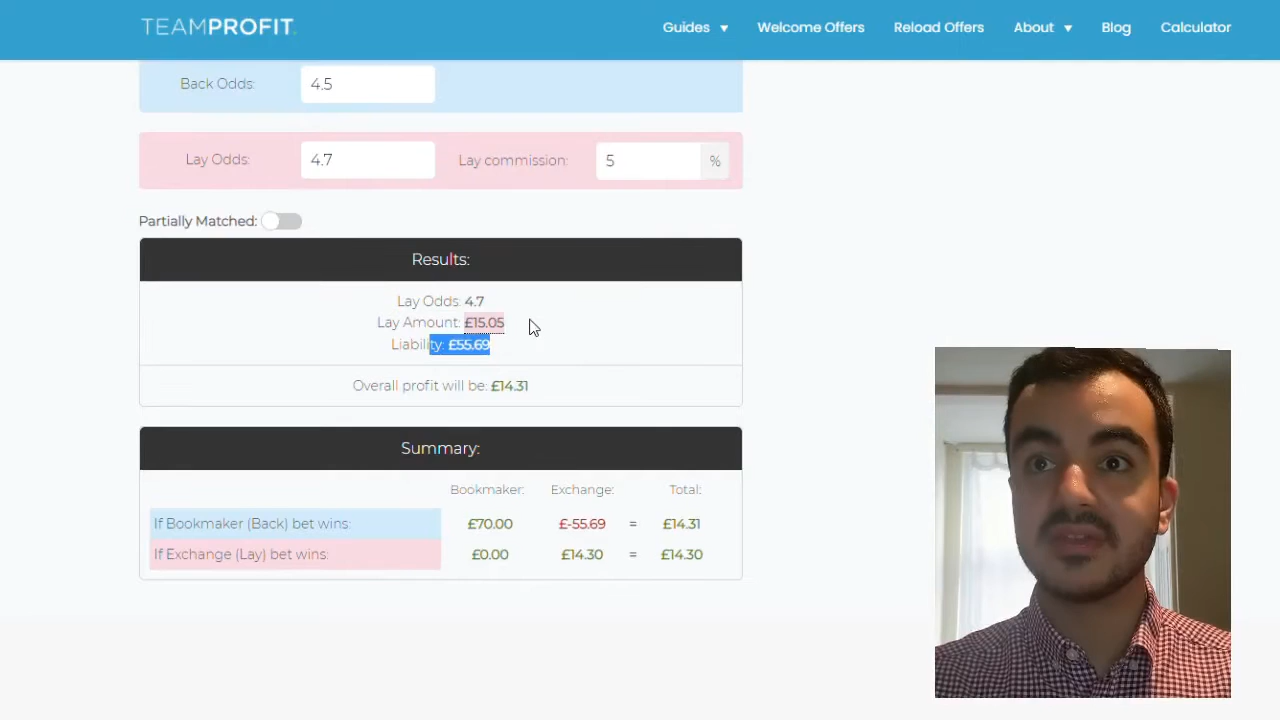 TEAMPROFIT. Guides Welcome Offers Reload Offers About Blog Calculator
Back Odds: 4.5
Lay Odds: 4.7 Lay commission: 5 %
Partially Matched:
Results:
Lay Odds: 4.7
Lay Amount: £15.05
Liability: £55.69
Overall profit will be: £14.31
Summary:
Bookmaker: Exchange: Total:
If Bookmaker (Back) bet wins: £70.00 £-55.69 = £14.31
If Exchange (Lay) bet wins: £0.00 £14.30 = £14.30